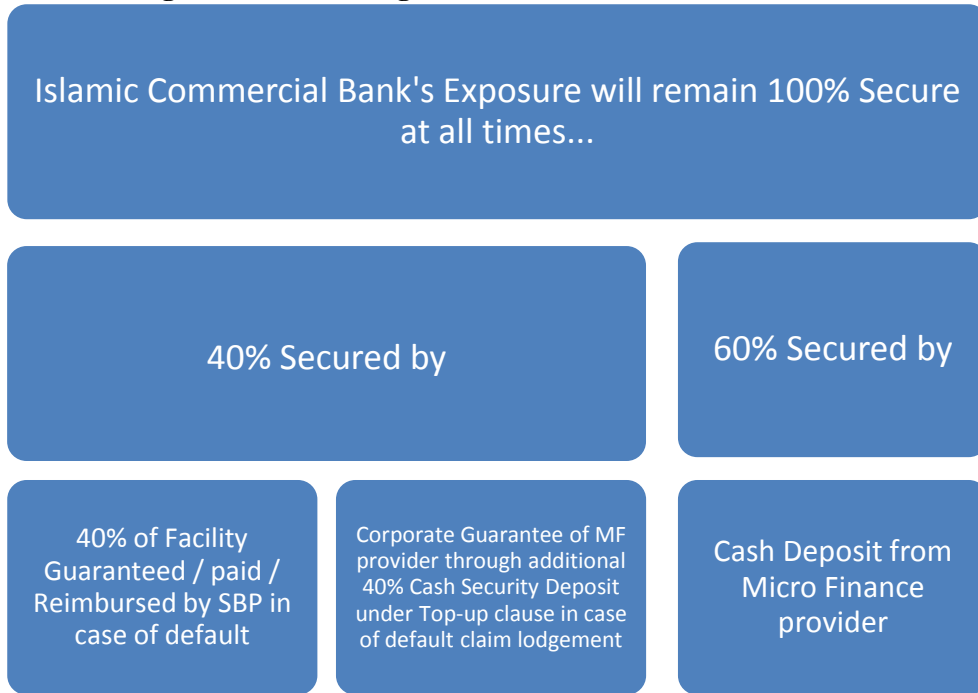 Islamic Commercial Bank's Exposure will remain 100% Secure
at all times...
40% Secured by
60% Secured by
40% of Facility
Guaranteed / paid /
Reimbursed by SBP in
case of default
Corporate Guarantee of MF
provider through additional
40% Cash Security Deposit
under Top-up clause in case
of default claim lodgement
Cash Deposit from
Micro Finance
provider